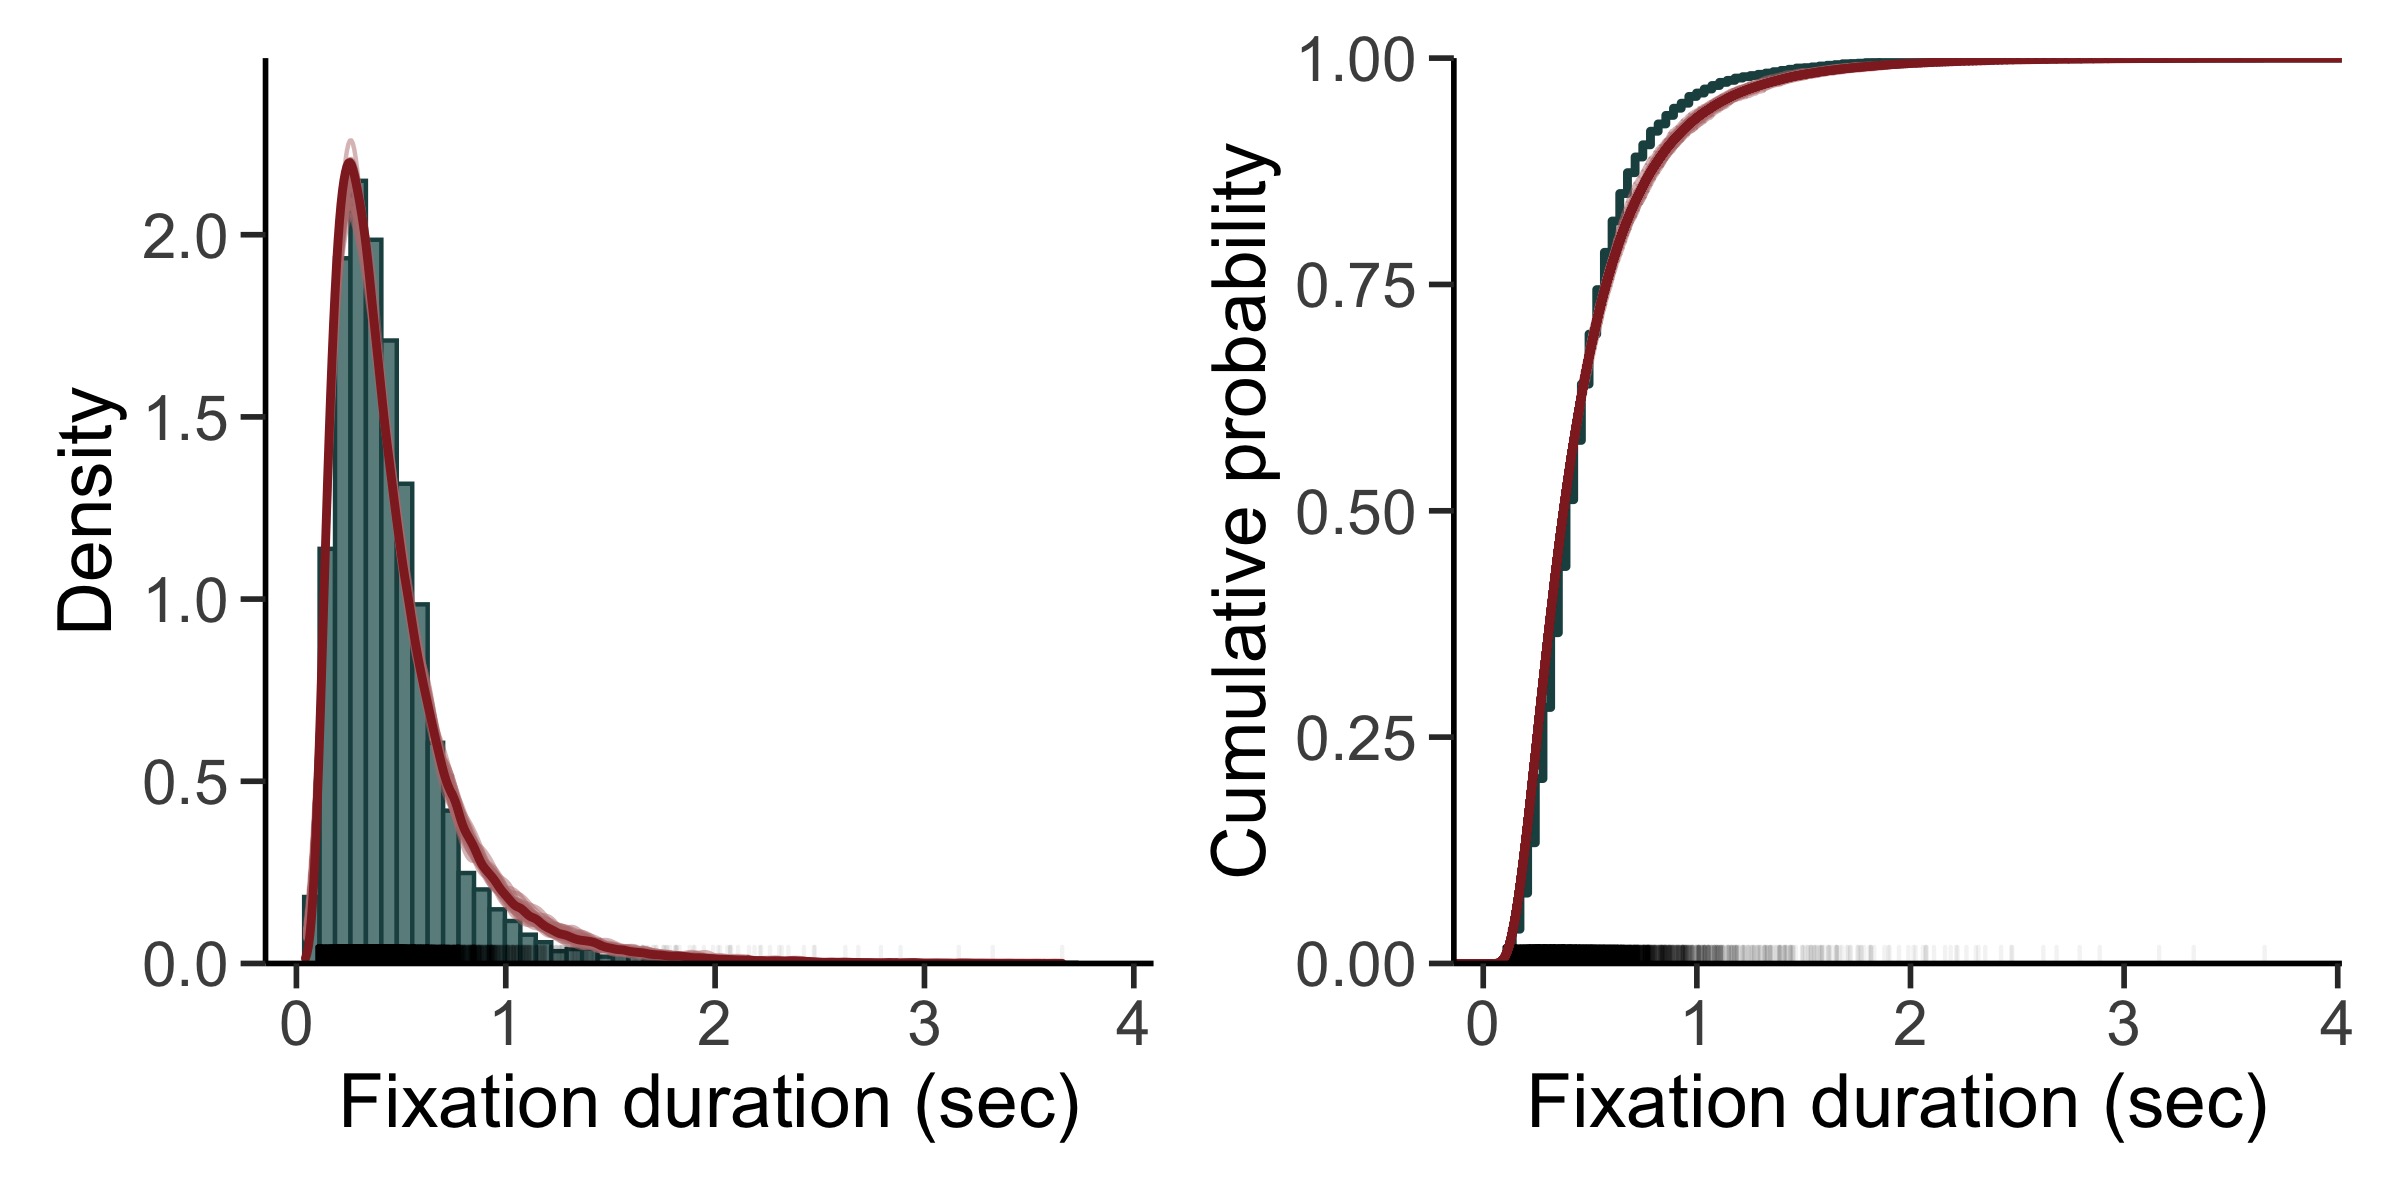 Density
2.0
1.5
1.0
0.5
0.0
0 1 2 3 4
Fixation duration (sec)
Cumulative probability
1.00
0.75
0.50
0.25
0.00
0 1 2 3 4
Fixation duration (sec)